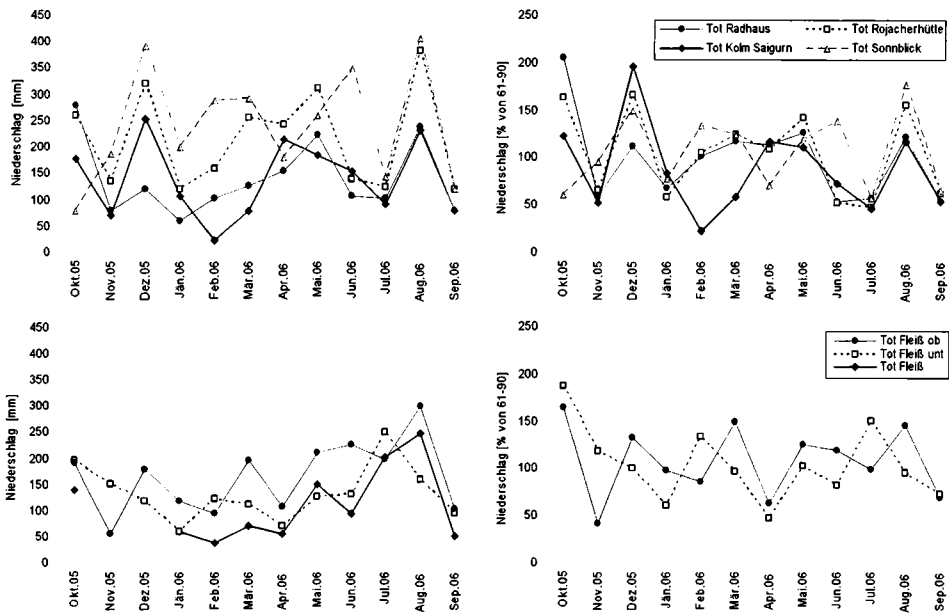 450
400
350
300
250
200
150
100
50
0
Niederschlag [mm]
Okt.05
Nov.05
Dez.05
Jän.06
Feb.06
Mär.06
Apr.06
Mai.06
Jun.06
Jul.06
Aug.06
Sep.06
250
200
150
100
50
0
Niederschlag [% von 61-90]
Tot Radhaus
Tot Rojacherhütte
Tot Kolm Saigurn
Tot Sonnblick
Okt.05
Nov.05
Dez.05
Jän.06
Feb.06
Mär.06
Apr.06
Mai.06
Jun.06
Jul.06
Aug.06
Sep.06
450
400
350
300
250
200
150
100
50
0
Niederschlag [mm]
Okt.05
Nov.05
Dez.05
Jän.06
Feb.06
Mär.06
Apr.06
Mai.06
Jun.06
Jul.06
Aug.06
Sep.06
250
200
150
100
50
0
Niederschlag [% von 61-90]
Tot Fleiß ob
Tot Fleiß unt
Tot Fleiß
Okt.05
Nov.05
Dez.05
Jän.06
Feb.06
Mär.06
Apr.06
Mai.06
Jun.06
Jul.06
Aug.06
Sep.06